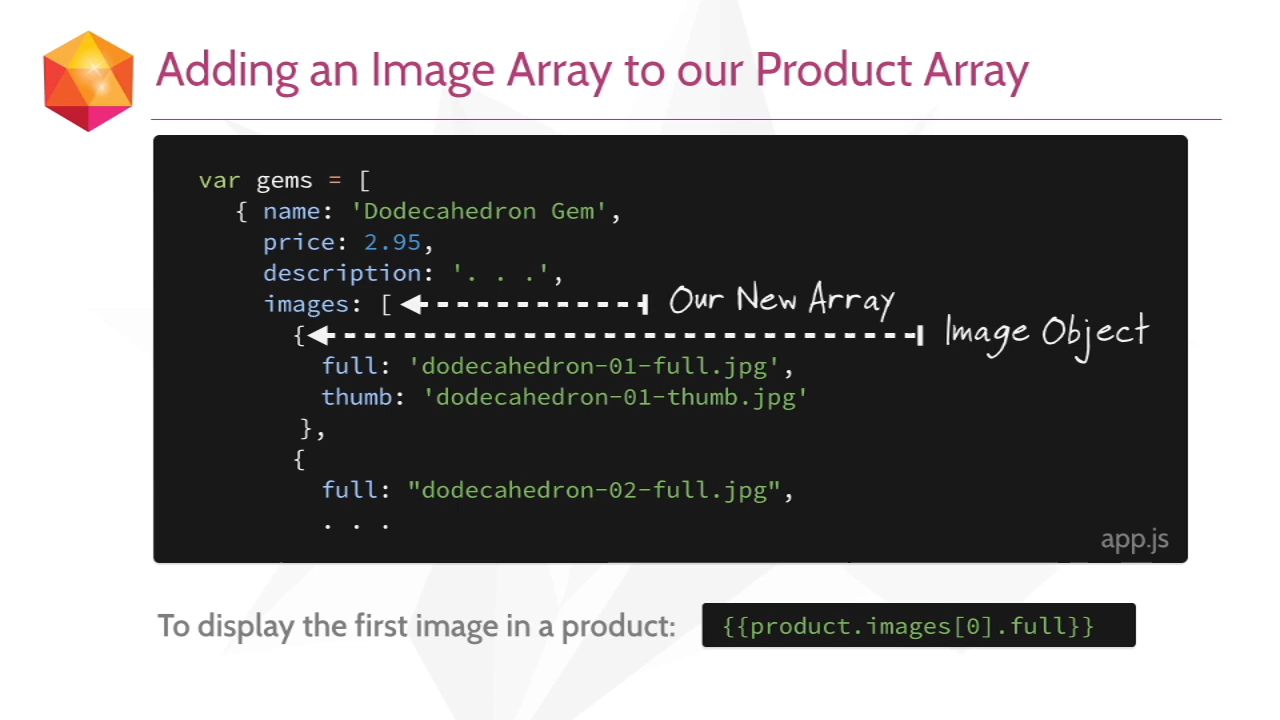 Adding an Image Array to our Product Array
var gems = [
{ name: 'Dodecahedron Gem',
price: 2.95,
description: '. . .',
images: [ Our New Array
{ Image Object
full: 'dodecahedron-01-full.jpg',
thumb: 'dodecahedron-01-thumb.jpg'
},
{
full: "dodecahedron-02-full.jpg",
. . .
app.js
To display the first image in a product: {{product.images[0].full}}